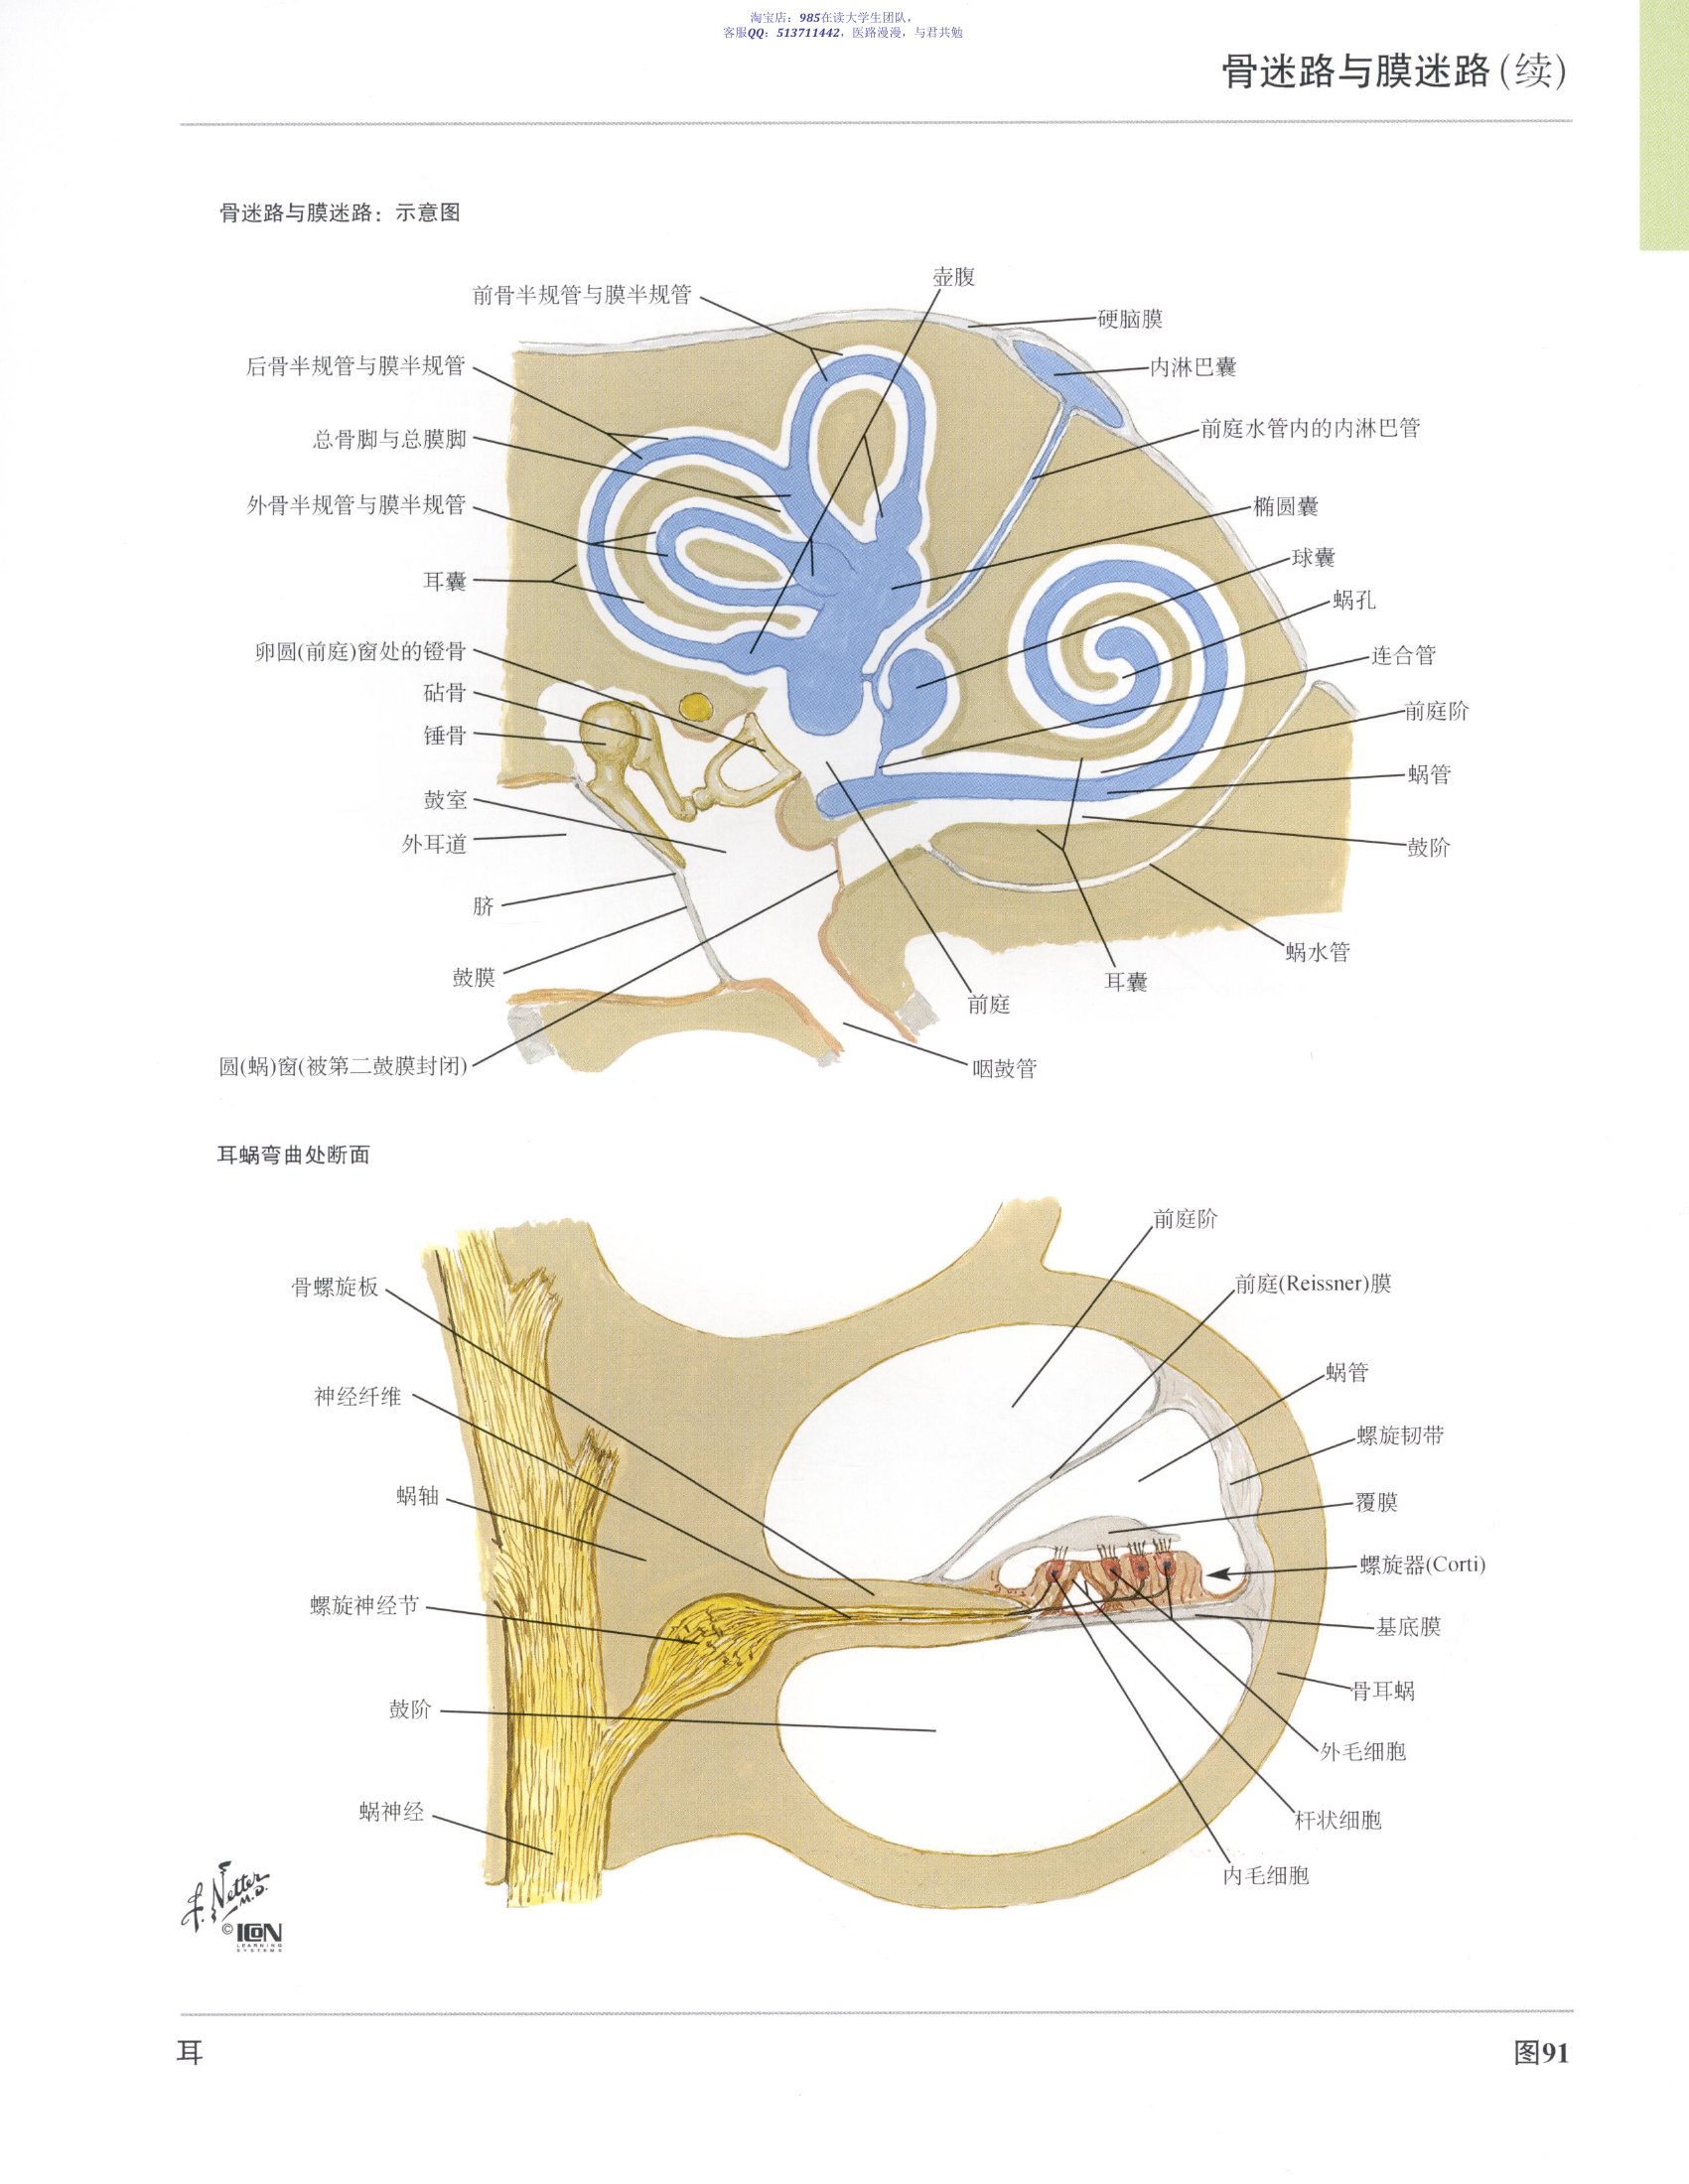 淘宝店：985在读大学生团队，
客服QQ：513711442，医路漫漫，与君共勉
骨迷路与膜迷路(续)
骨迷路与膜迷路：示意图
壶腹
前骨半规管与膜半规管
硬脑膜
后骨半规管与膜半规管
内淋巴囊
总骨脚与总膜脚
前庭水管内的内淋巴管
外骨半规管与膜半规管
椭圆囊
球囊
耳囊
蜗孔
卵圆(前庭)窗处的镫骨
连合管
砧骨
前庭阶
锤骨
蜗管
鼓室
外耳道
鼓阶
脐
蜗水管
鼓膜
耳囊
前庭
圆(蜗)窗(被第二鼓膜封闭)
咽鼓管
耳蜗弯曲处断面
前庭阶
骨螺旋板
前庭(Reissner)膜
蜗管
神经纤维
螺旋韧带
蜗轴
覆膜
螺旋器(Corti)
螺旋神经节
基底膜
骨耳蜗
鼓阶
外毛细胞
蜗神经
杆状细胞
内毛细胞
F. Netter
M.D.
© ICON
LEARNING
SYSTEMS
耳
图91